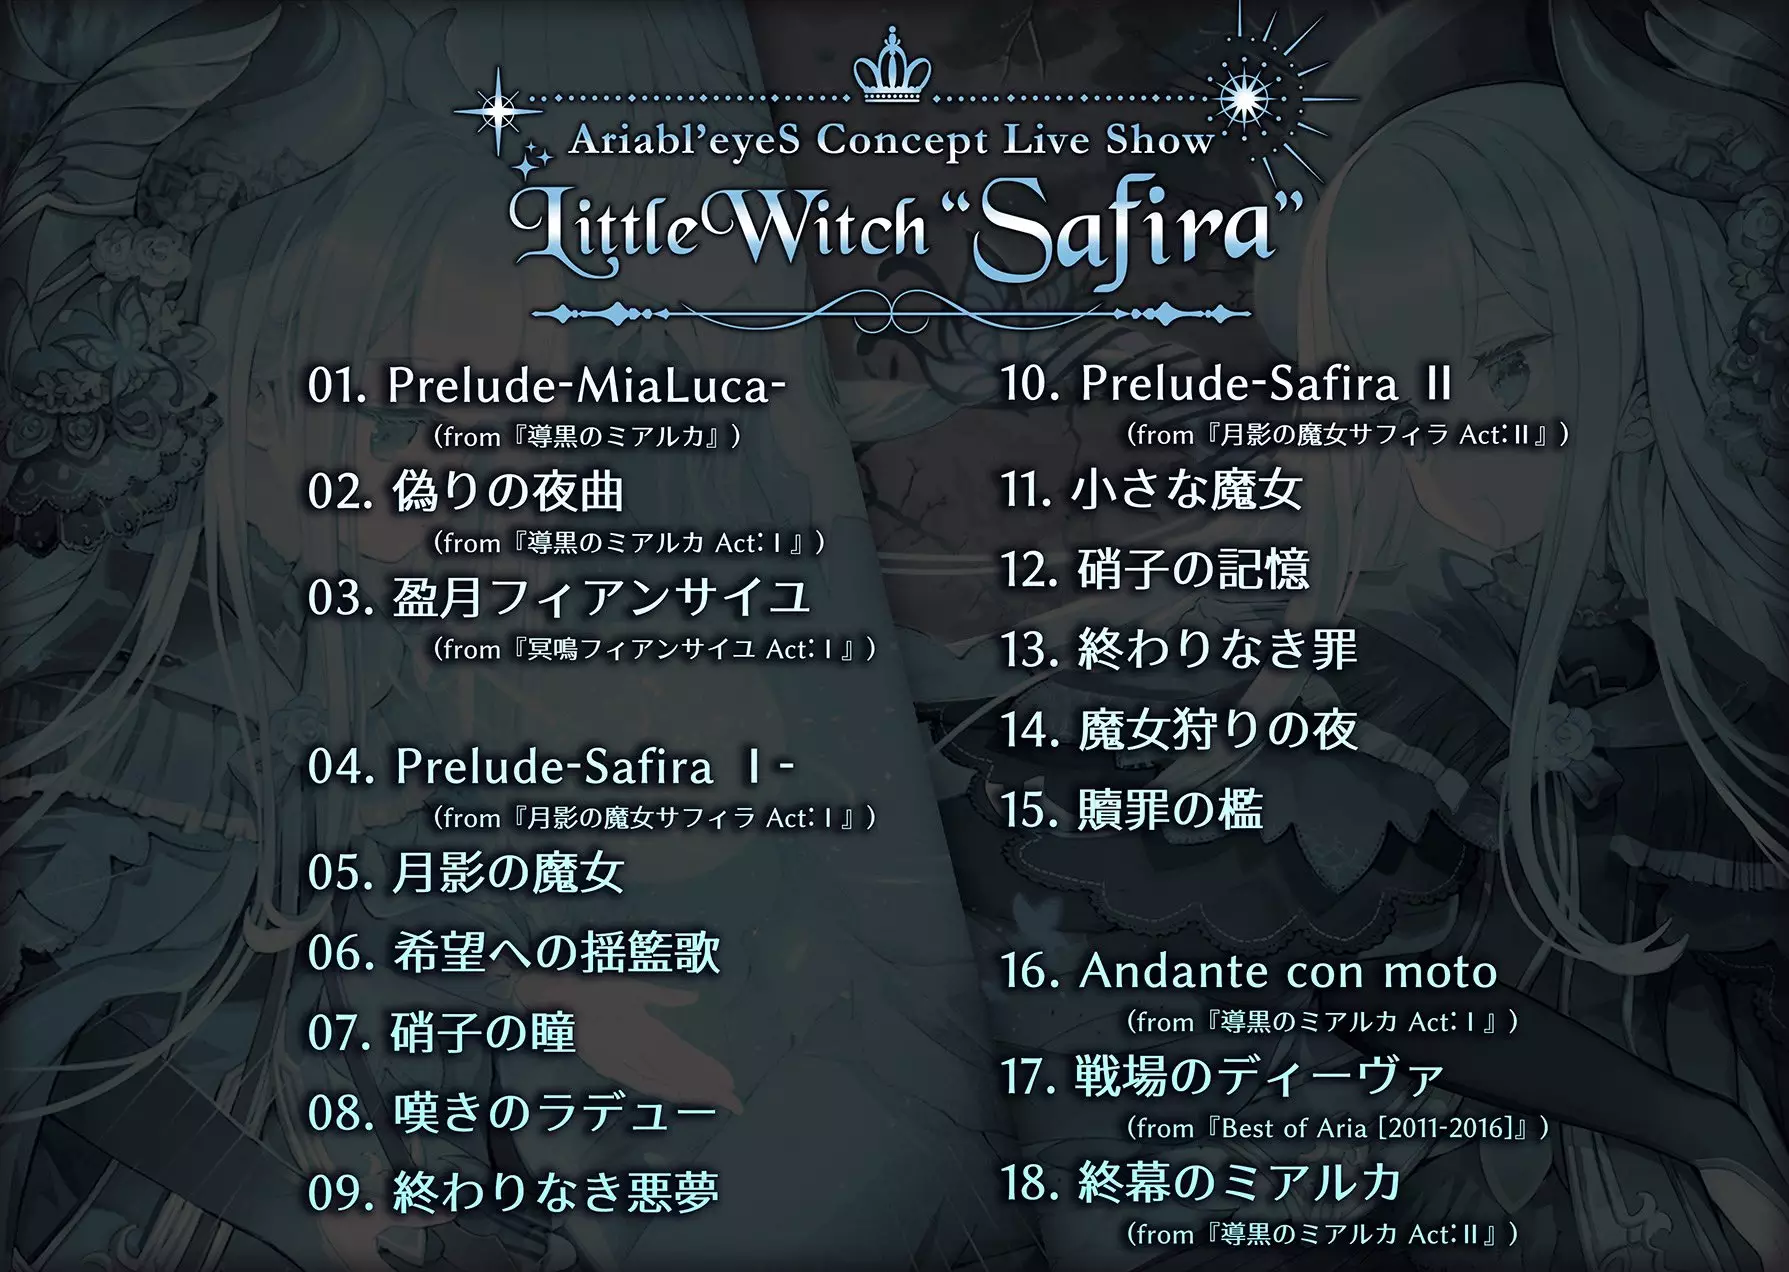 Ariabl'eyeS Concept Live Show
Little Witch “Safira”
01. Prelude-MiaLuca-
(from『導黒のミアルカ』)
02. 偽りの夜曲
(from『導黒のミアルカ Act:Ⅰ』)
03. 盈月フィアンサイユ
(from『冥鳴フィアンサイユ Act:Ⅰ』)
04. Prelude-Safira Ⅰ-
(from『月影の魔女サフィラ Act:Ⅰ』)
05. 月影の魔女
06. 希望への揺籃歌
07. 硝子の瞳
08. 嘆きのラデュー
09. 終わりなき悪夢
10. Prelude-Safira Ⅱ
(from『月影の魔女サフィラ Act:Ⅱ』)
11. 小さな魔女
12. 硝子の記憶
13. 終わりなき罪
14. 魔女狩りの夜
15. 贖罪の檻
16. Andante con moto
(from『導黒のミアルカ Act:Ⅰ』)
17. 戦場のディーヴァ
(from『Best of Aria [2011-2016]』)
18. 終幕のミアルカ
(from『導黒のミアルカ Act:Ⅱ』)